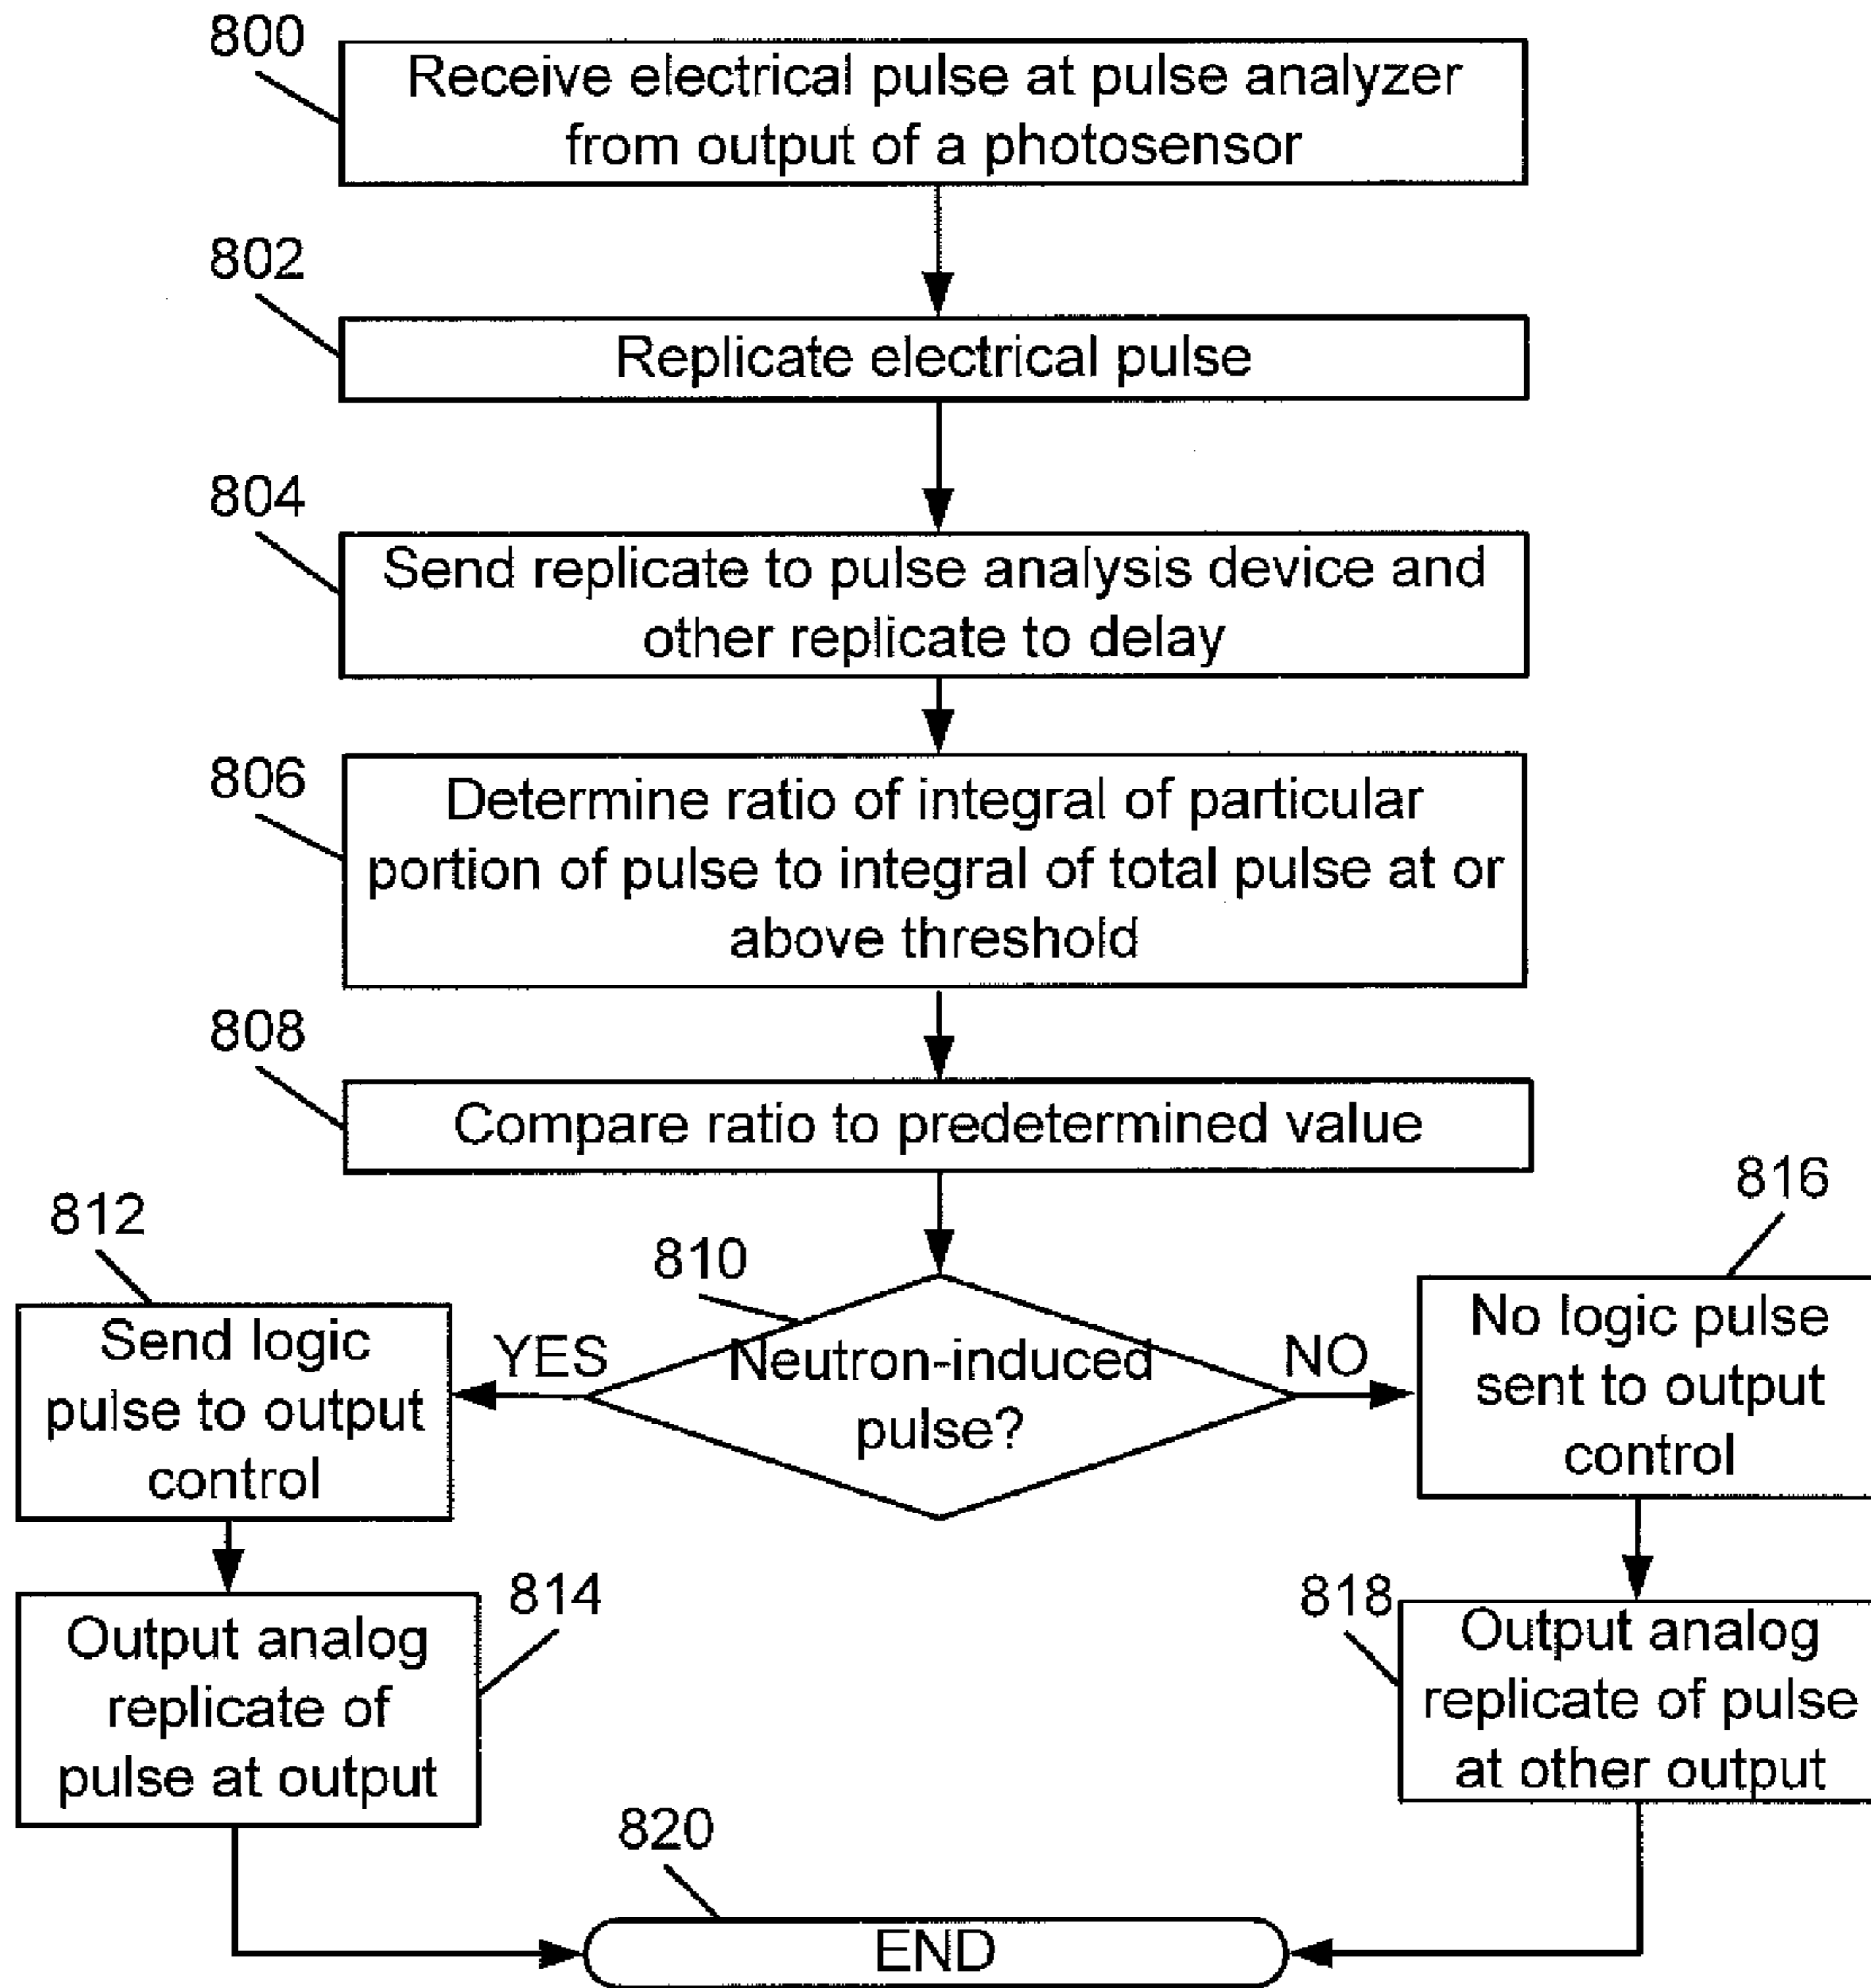 800
Receive electrical pulse at pulse analyzer
from output of a photosensor
802
Replicate electrical pulse
804
Send replicate to pulse analysis device and
other replicate to delay
806
Determine ratio of integral of particular
portion of pulse to integral of total pulse at or
above threshold
808
Compare ratio to predetermined value
810
Neutron-induced
pulse?
YES
NO
812
Send logic
pulse to output
control
814
Output analog
replicate of
pulse at output
816
No logic pulse
sent to output
control
818
Output analog
replicate of pulse
at other output
820
END